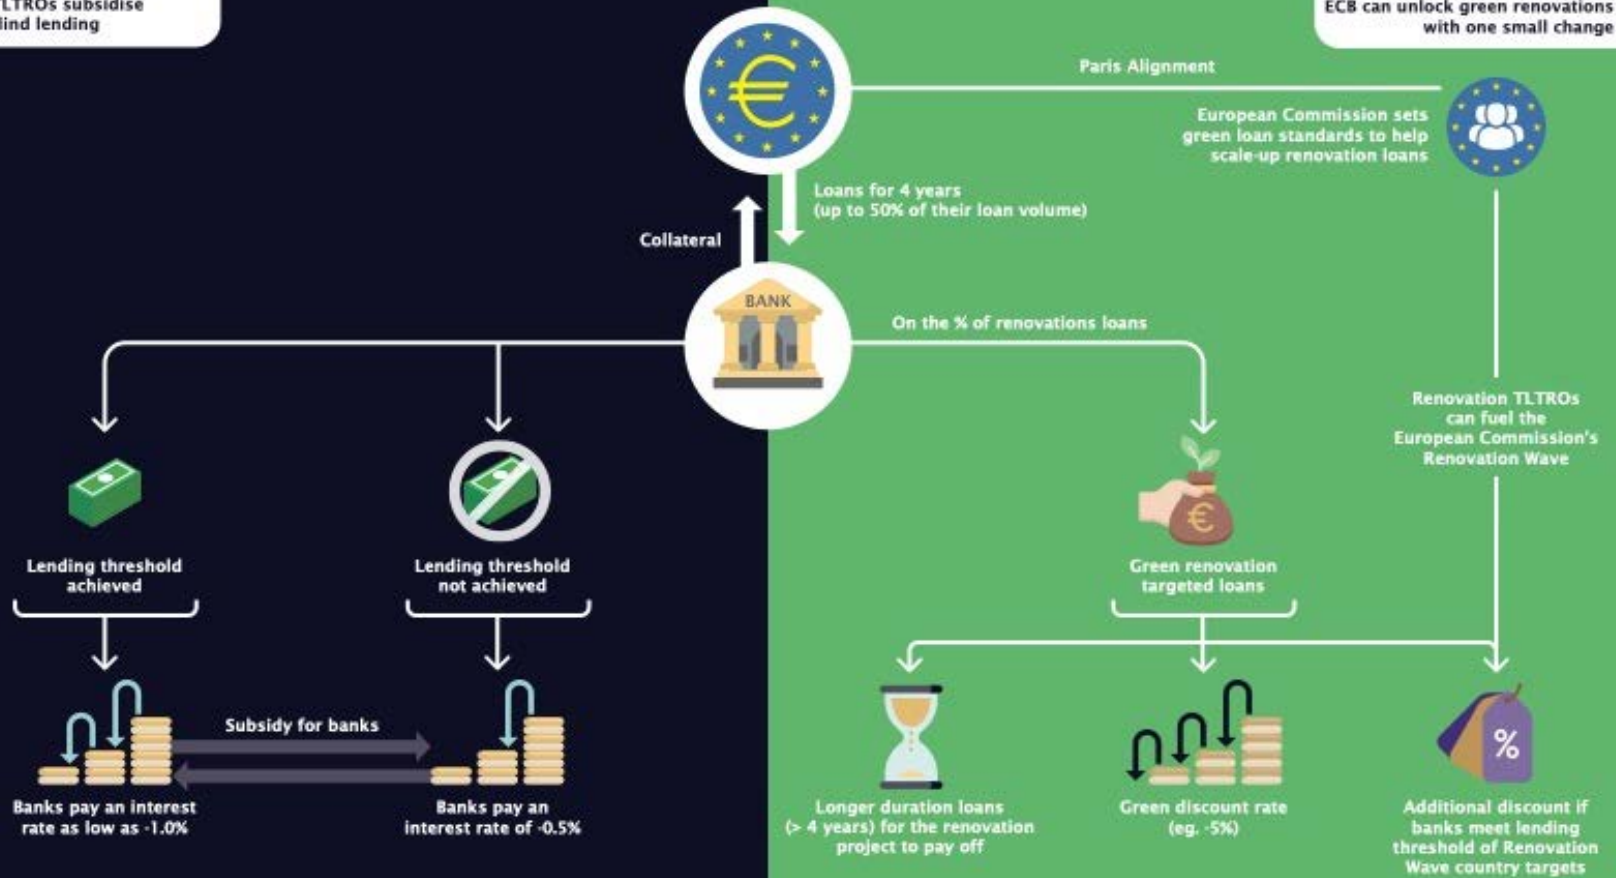 TLTROs subsidise
lending
ECB can unlock green renovations
with one small change
Paris Alignment
European Commission sets
green loan standards to help
scale-up renovation loans
Loans for 4 years
(up to 50% of their loan volume)
Collateral
BANK
On the % of renovations loans
Renovation TLTROs
can fuel the
European Commission's
Renovation Wave
Lending threshold
achieved
Lending threshold
not achieved
Green renovation
targeted loans
Subsidy for banks
Banks pay an interest
rate as low as -1.0%
Banks pay an
interest rate of -0.5%
Longer duration loans
(> 4 years) for the renovation
project to pay off
Green discount rate
(eg. -5%)
Additional discount if
banks meet lending
threshold of Renovation
Wave country targets
%